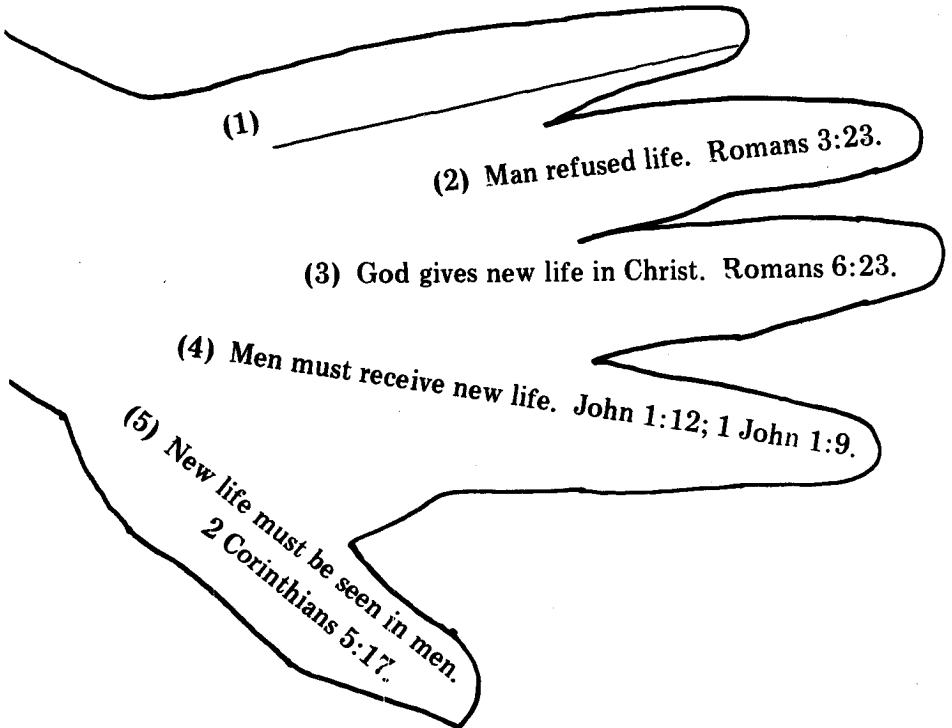 (1)
(2) Man refused life. Romans 3:23.
(3) God gives new life in Christ. Romans 6:23.
(4) Men must receive new life. John 1:12; 1 John 1:9.
(5) New life must be seen in men.
2 Corinthians 5:17.